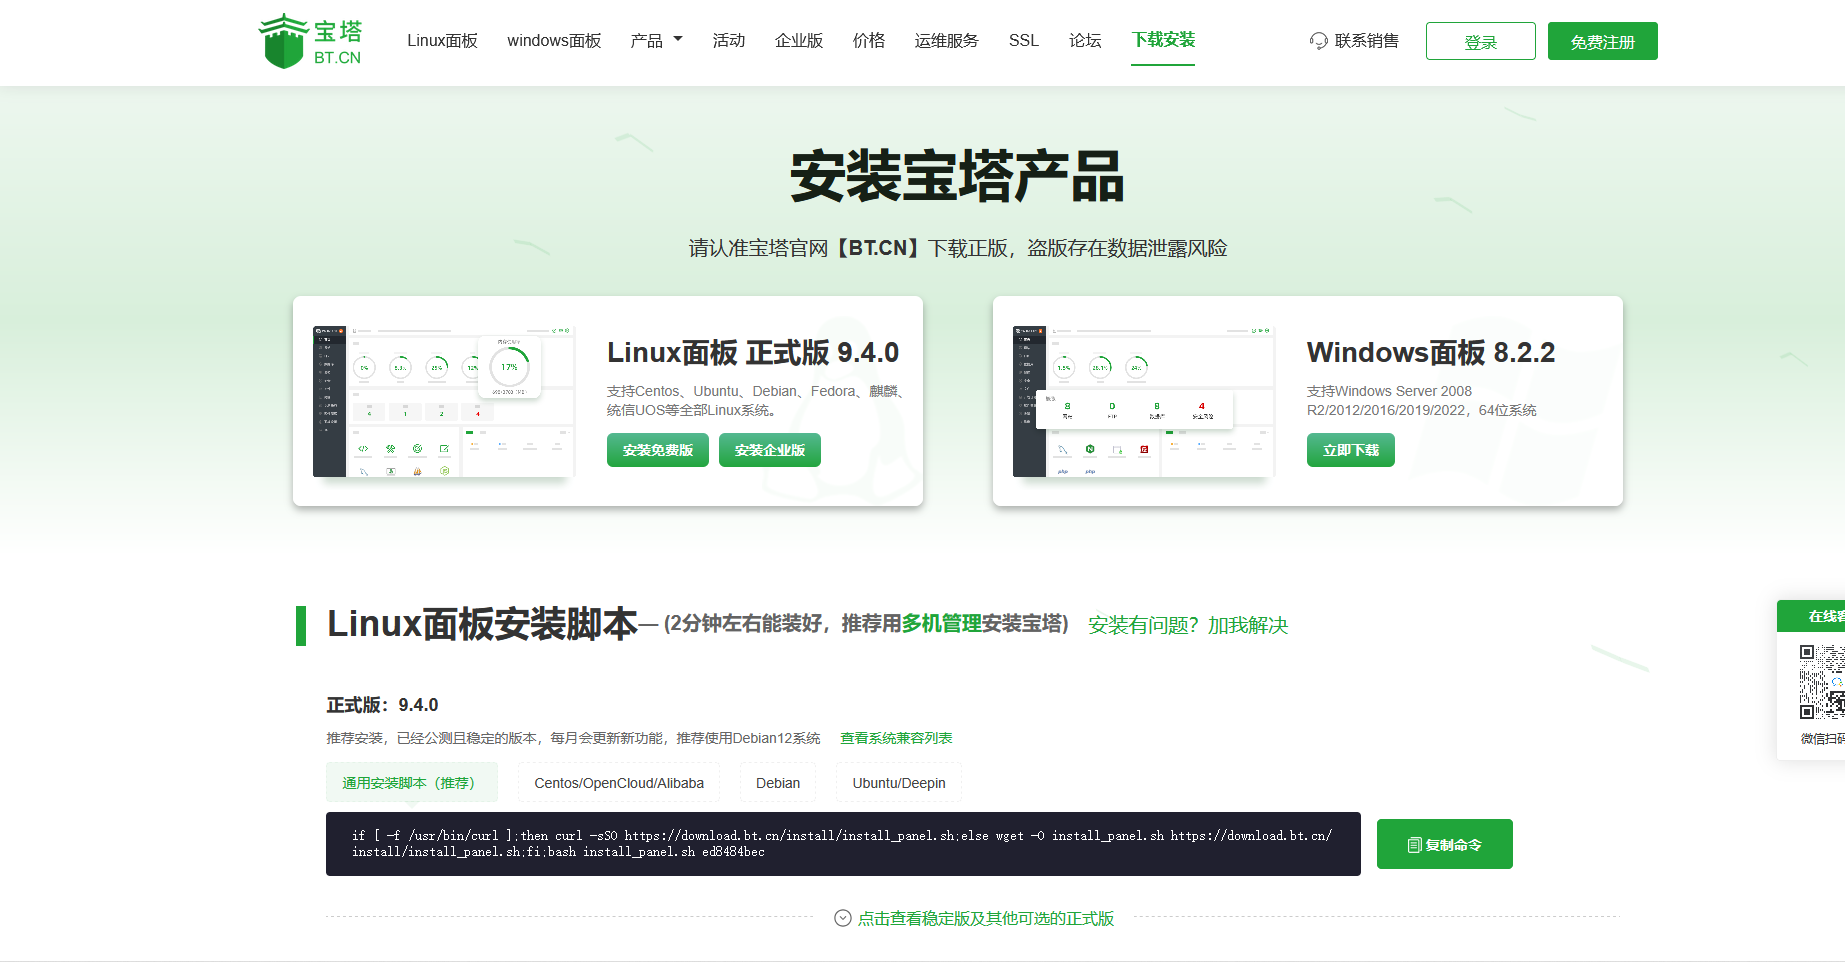 宝塔
BT.CN
Linux面板
windows面板
产品
活动
企业版
价格
运维服务
SSL
论坛
下载安装
联系销售
登录
免费注册
安装宝塔产品
请认准宝塔官网【BT.CN】下载正版，盗版存在数据泄露风险
17%
Linux面板 正式版 9.4.0
支持Centos、Ubuntu、Debian、Fedora、麒麟、
统信UOS等全部Linux系统。
安装免费版
安装企业版
Windows面板 8.2.2
支持Windows Server 2008
R2/2012/2016/2019/2022，64位系统
立即下载
Linux面板安装脚本— (2分钟左右能装好，推荐用多机管理安装宝塔)
安装有问题？加我解决
正式版：9.4.0
推荐安装，已经公测且稳定的版本，每月会更新新功能，推荐使用Debian12系统
查看系统兼容列表
通用安装脚本（推荐）
Centos/OpenCloud/Alibaba
Debian
Ubuntu/Deepin
if [ -f /usr/bin/curl ];then curl -sSO https://download.bt.cn/install/install_panel.sh;else wget -O install_panel.sh https://download.bt.cn/
install/install_panel.sh;fi;bash install_panel.sh ed8484bec
复制命令
点击查看稳定版及其他可选的正式版
在线客
微信扫码